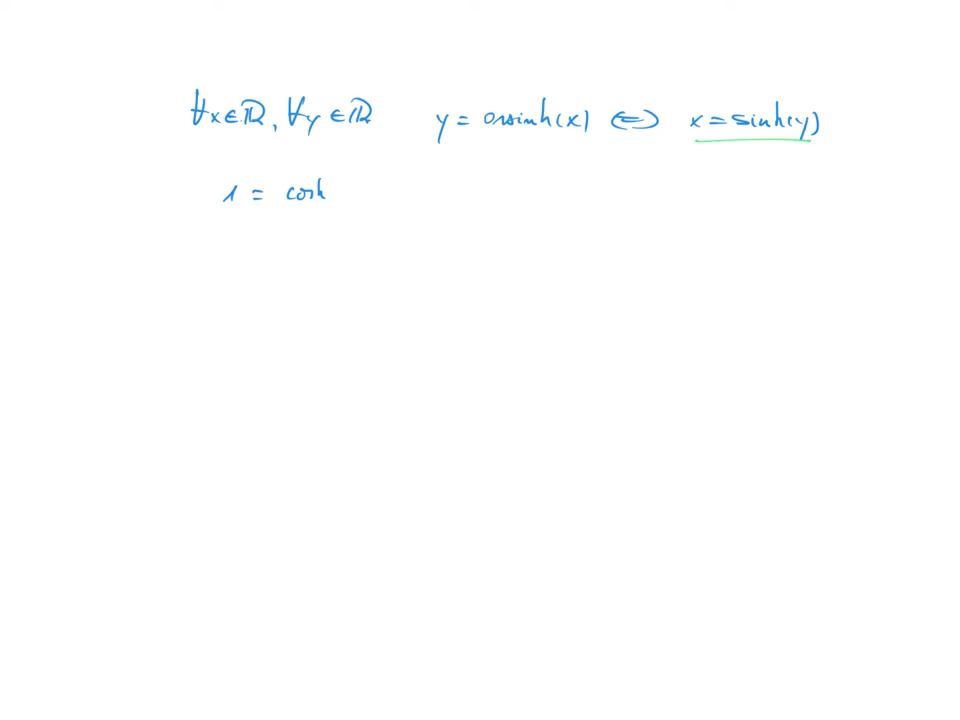 ∀x∈ℝ, ∀y∈ℝ y = arsinh(x) ⇔ x = sinh(y)
1 = cosh